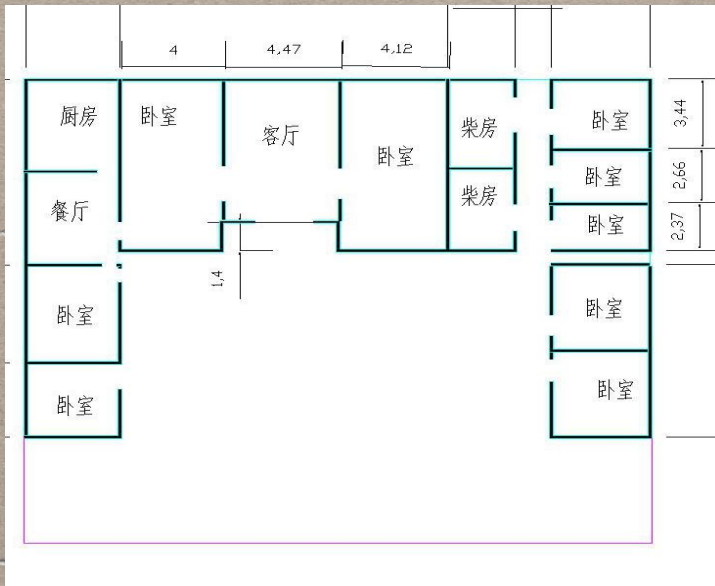 4 4,47 4,12
厨房 卧室 客厅 卧室 柴房 卧室
3,44
餐厅 柴房 卧室
2,66
卧室
2,37
1,4
卧室 卧室
卧室 卧室